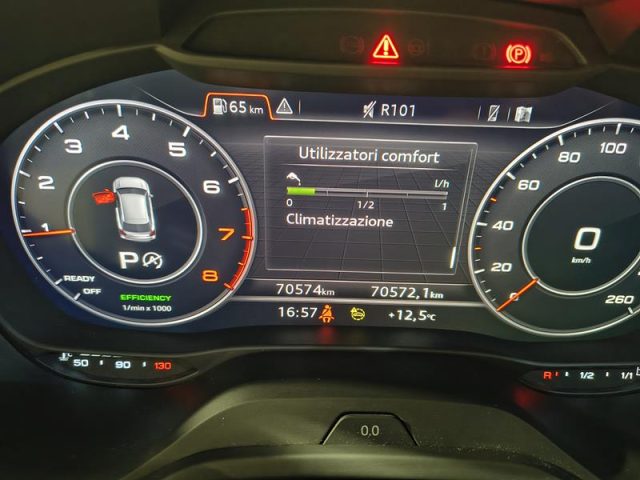 65 km R101
Utilizzatori comfort
l/h
0 1/2 1
Climatizzazione
1 2 3 4 5 6 7 8
P
READY
OFF
EFFICIENCY
1/min x 1000
0 20 40 60 80 100 260
0
km/h
70574km 70572,1km
16:57 +12,5°C
50 90 130
R 1/2 1/1
0.0
P